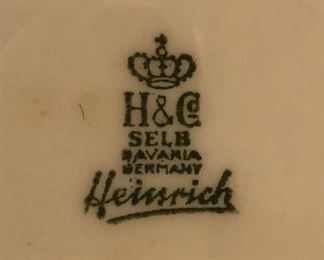 H&Co
SELB
BAVARIA
GERMANY
Heinrich